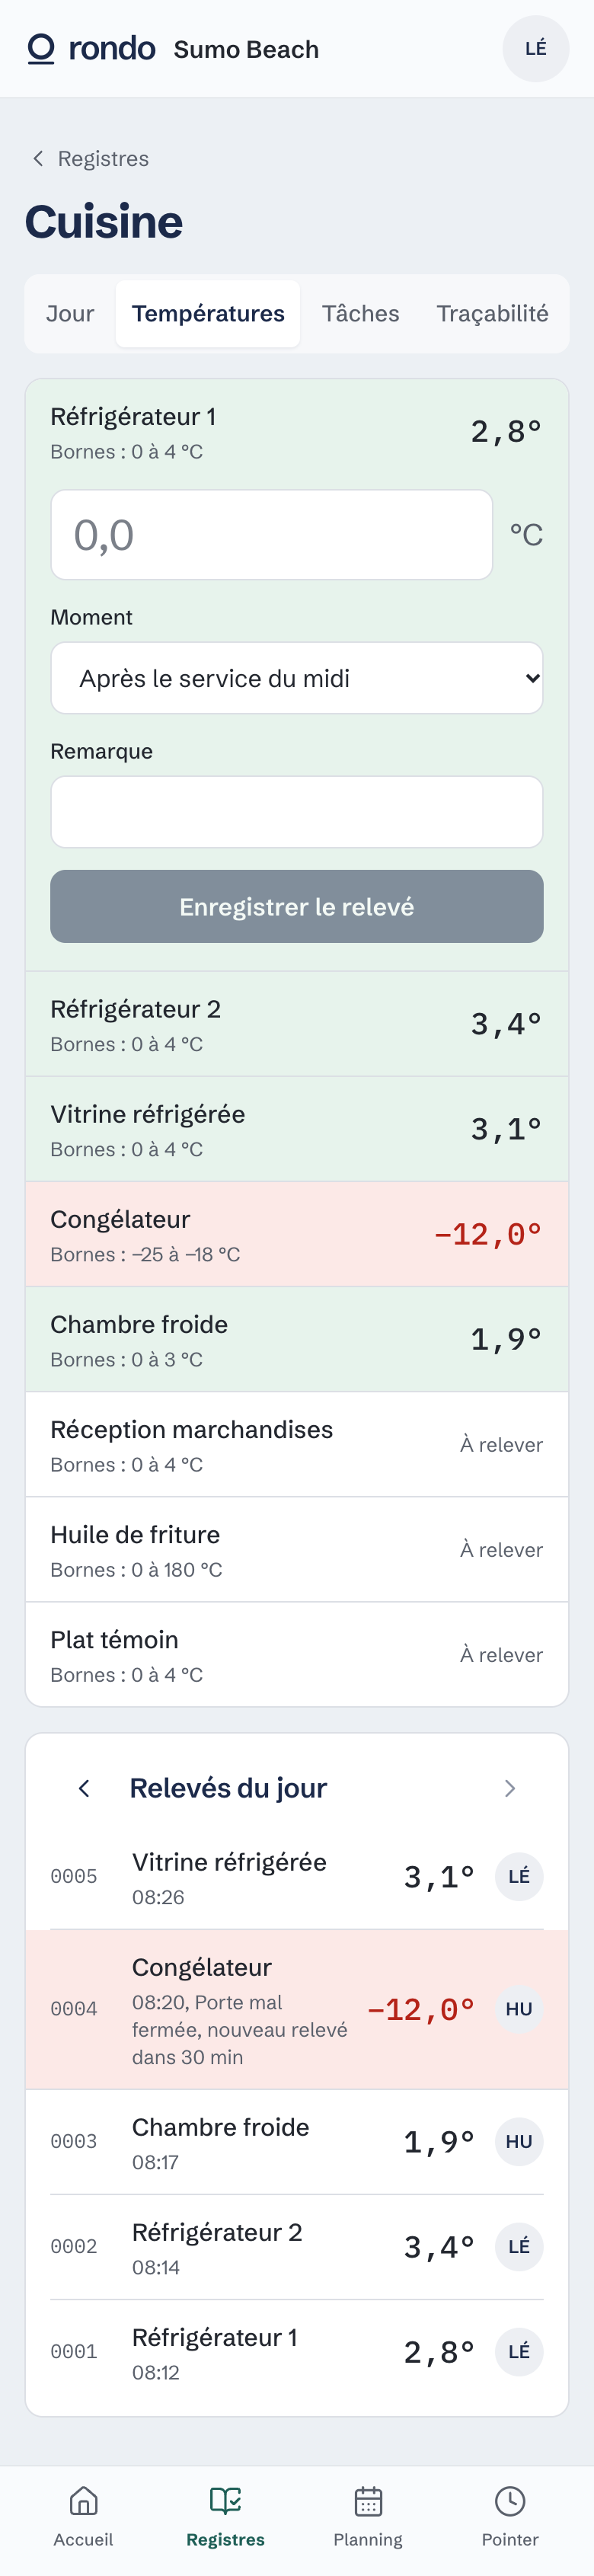 rondo Sumo Beach LÉ
Registres
Cuisine
Jour Températures Tâches Traçabilité
Réfrigérateur 1
Bornes : 0 à 4 °C
2,8°
0,0 °C
Moment
Après le service du midi
Remarque
Enregistrer le relevé
Réfrigérateur 2
Bornes : 0 à 4 °C
3,4°
Vitrine réfrigérée
Bornes : 0 à 4 °C
3,1°
Congélateur
Bornes : −25 à −18 °C
−12,0°
Chambre froide
Bornes : 0 à 3 °C
1,9°
Réception marchandises
Bornes : 0 à 4 °C
À relever
Huile de friture
Bornes : 0 à 180 °C
À relever
Plat témoin
Bornes : 0 à 4 °C
À relever
Relevés du jour
0005
Vitrine réfrigérée
08:26
3,1°
LÉ
0004
Congélateur
08:20, Porte mal
fermée, nouveau relevé
dans 30 min
−12,0°
HU
0003
Chambre froide
08:17
1,9°
HU
0002
Réfrigérateur 2
08:14
3,4°
LÉ
0001
Réfrigérateur 1
08:12
2,8°
LÉ
Accueil Registres Planning Pointer